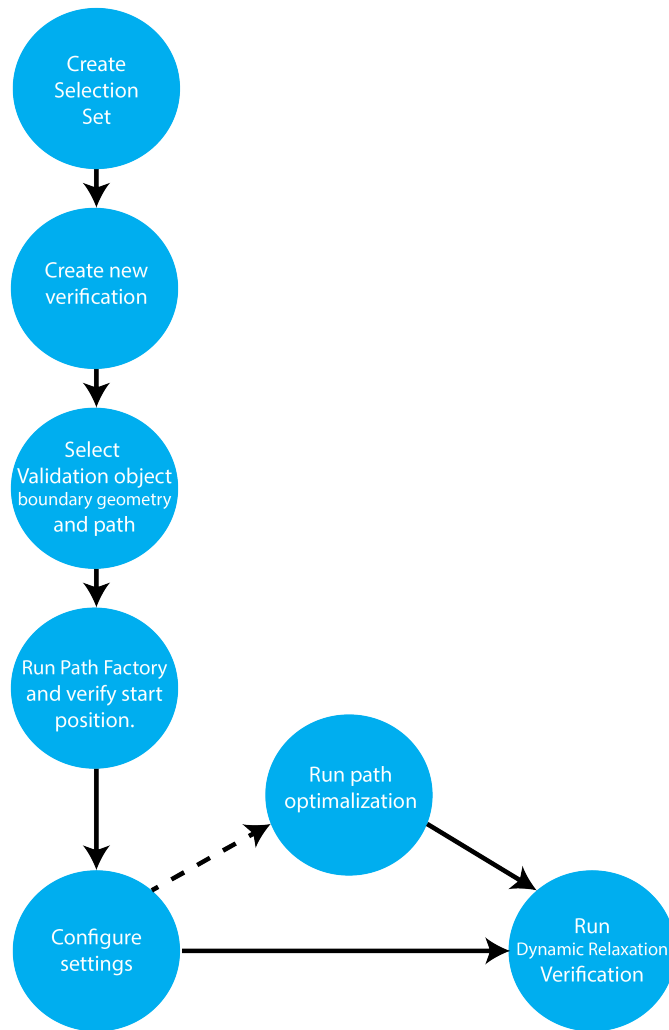 Create
Selection
Set
Create new
verification
Select
Validation object
boundary geometry
and path
Run Path Factory
and verify start
position.
Run path
optimalization
Configure
settings
Run
Dynamic Relaxation
Verification